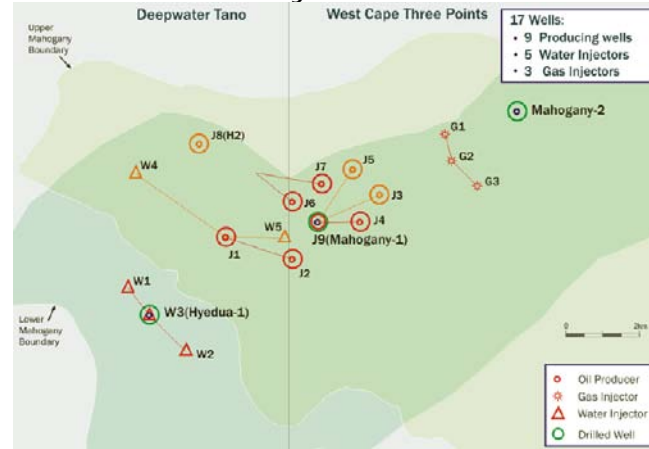 Deepwater Tano
West Cape Three Points
17 Wells:
• 9 Producing wells
• 5 Water Injectors
• 3 Gas Injectors
Upper
Mahogany
Boundary
Mahogany-2
G1
J8(H2)
J5
J7
G2
W4
G3
J3
J6
W5
J4
J9(Mahogany-1)
J1
J2
W1
W3(Hyedua-1)
Lower
Mahogany
Boundary
W2
0
2km
Oil Producer
Gas Injector
Water Injector
Drilled Well